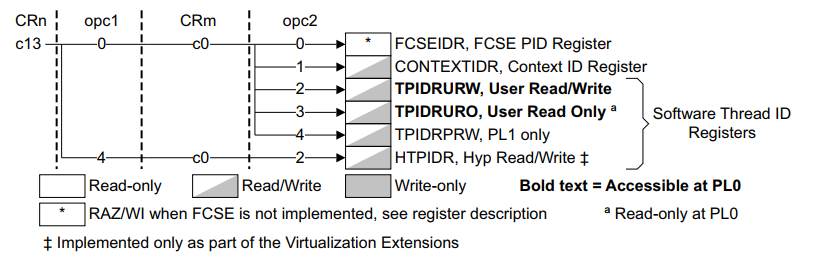 CRn opc1 CRm opc2
c13 0 c0 0 * FCSEIDR, FCSE PID Register
1 CONTEXTIDR, Context ID Register
2 TPIDRURW, User Read/Write
3 TPIDRURO, User Read Only a
4 TPIDRPRW, PL1 only
4 c0 2 HTPIDR, Hyp Read/Write ‡
Software Thread ID
Registers
Read-only Read/Write Write-only Bold text = Accessible at PL0
* RAZ/WI when FCSE is not implemented, see register description a Read-only at PL0
‡ Implemented only as part of the Virtualization Extensions